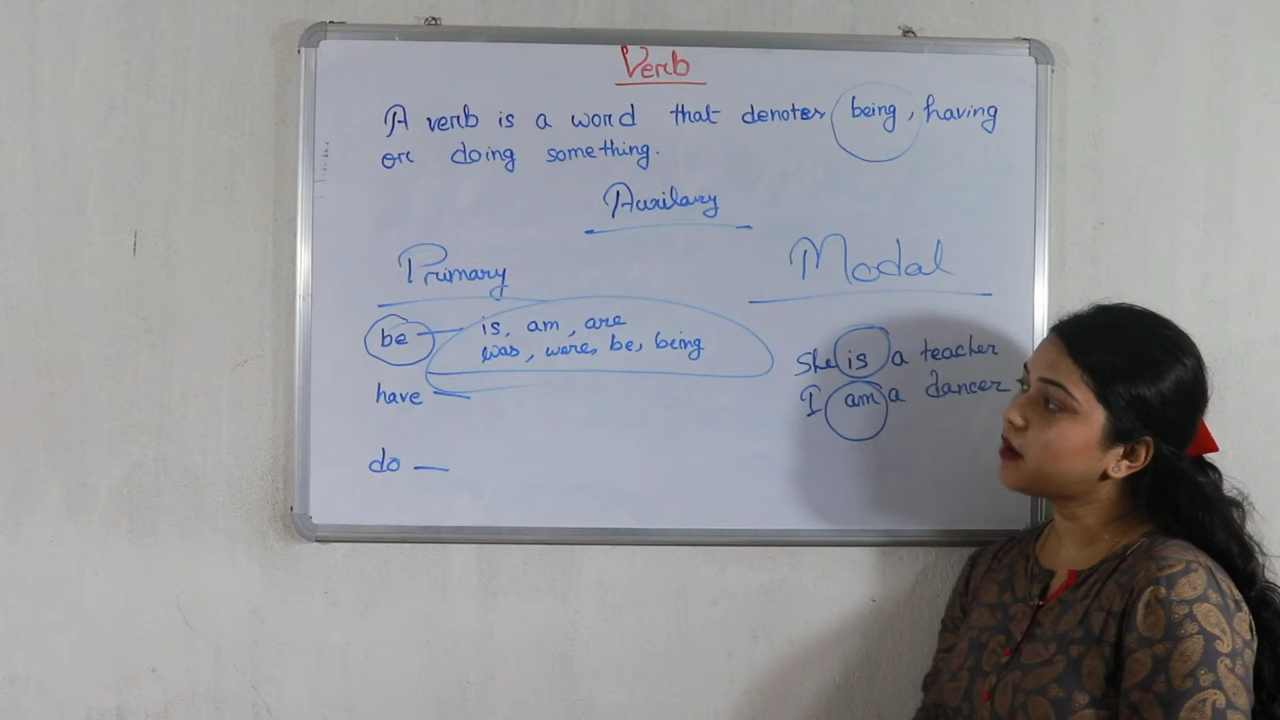 Verb
A verb is a word that denotes being, having
or doing something.
Auxilary
Primary
Modal
be — is, am, are
was, were, be, being
have —
do —
She is a teacher
I am a dancer